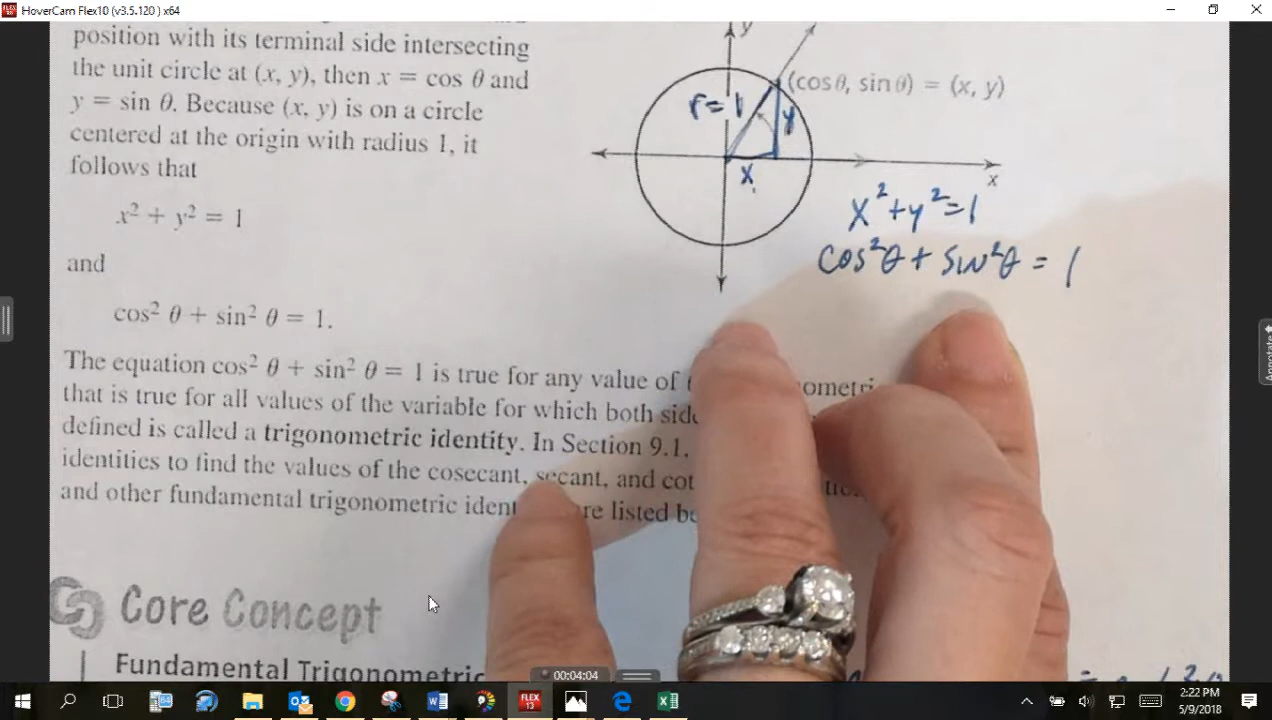 HoverCam Flex10 (v3.5.120 ) x64
position with its terminal side intersecting
the unit circle at (x, y), then x = cos θ and
y = sin θ. Because (x, y) is on a circle
centered at the origin with radius 1, it
follows that
x² + y² = 1
and
cos² θ + sin² θ = 1.
y
(cos θ, sin θ) = (x, y)
r = 1
y
x
x
x² + y² = 1
cos²θ + sin²θ = 1
The equation cos² θ + sin² θ = 1 is true for any value of
that is true for all values of the variable for which both
defined is called a trigonometric identity. In Section 9.1,
identities to find the values of the cosecant, secant, and
and other fundamental trigonometric listed
Core Concept
Fundamental
Annotate
00:04:04
FLEX
2:22 PM
5/9/2018